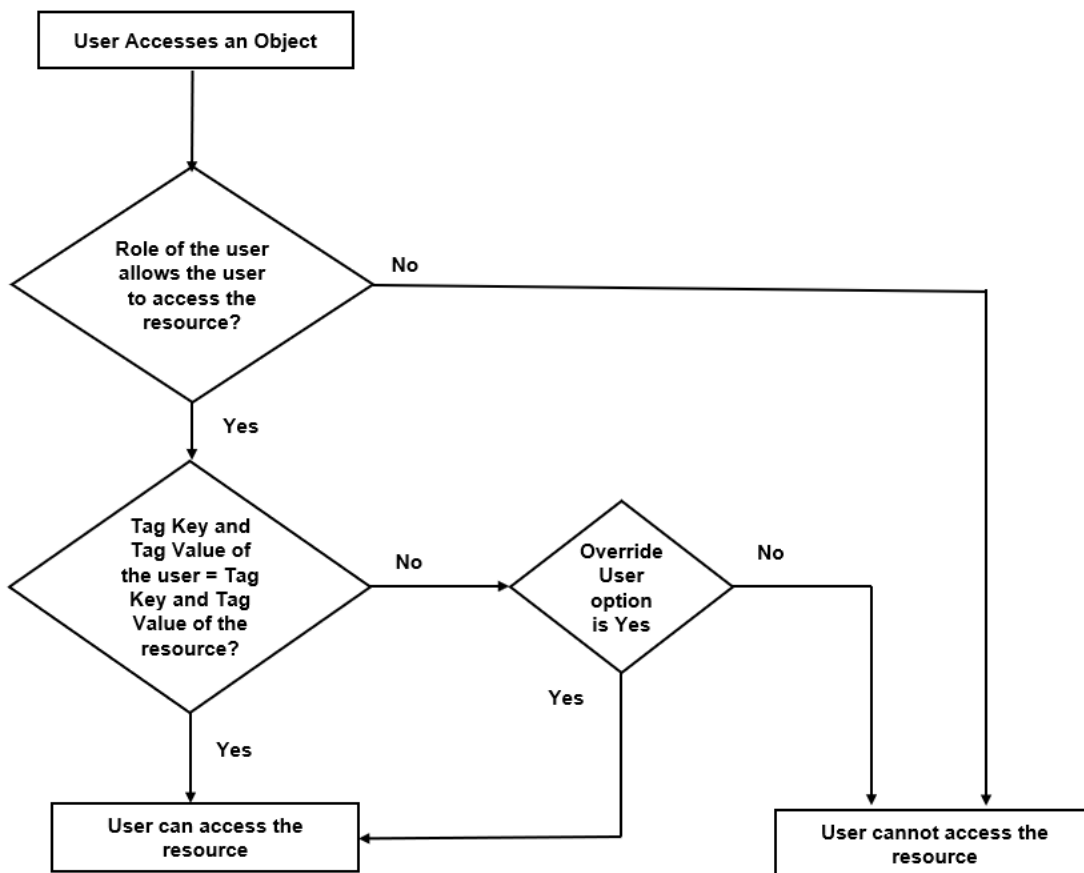 User Accesses an Object
Role of the user
allows the user
to access the
resource?
No
Yes
Tag Key and
Tag Value of
the user = Tag
Key and Tag
Value of the
resource?
No
Override
User
option
is Yes
No
Yes
Yes
User can access the
resource
User cannot access the
resource